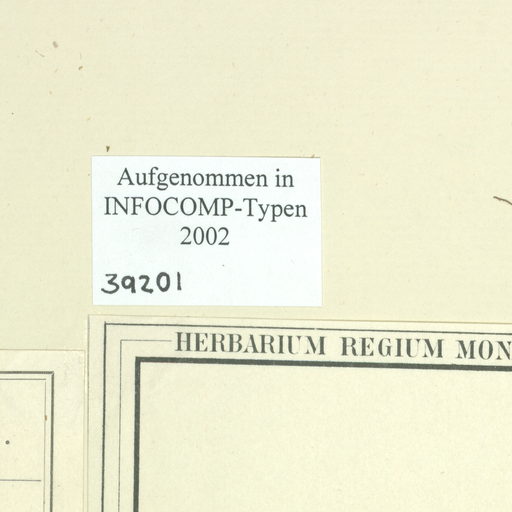 Aufgenommen in
INFOCOMP-Typen
2002
39201
HERBARIUM REGIUM MON